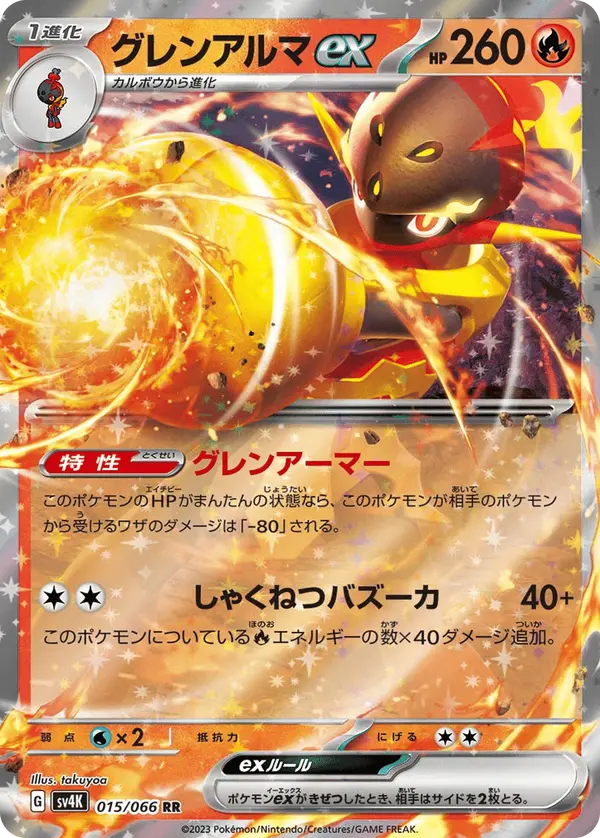 1進化
グレンアルマex
HP 260
カルボウから進化
特性
とくせい
グレンアーマー
このポケモンのHPがまんたんの状態なら、このポケモンが相手のポケモン
から受けるワザのダメージは「-80」される。
しゃくねつバズーカ 40+
このポケモンについている エネルギーの数×40ダメージ追加。
弱点 ×2 抵抗力 にげる
exルール
ポケモンexがきぜつしたとき、相手はサイドを2枚とる。
Illus. takuyoa
G sv4K 015/066 RR
©2023 Pokémon/Nintendo/Creatures/GAME FREAK.